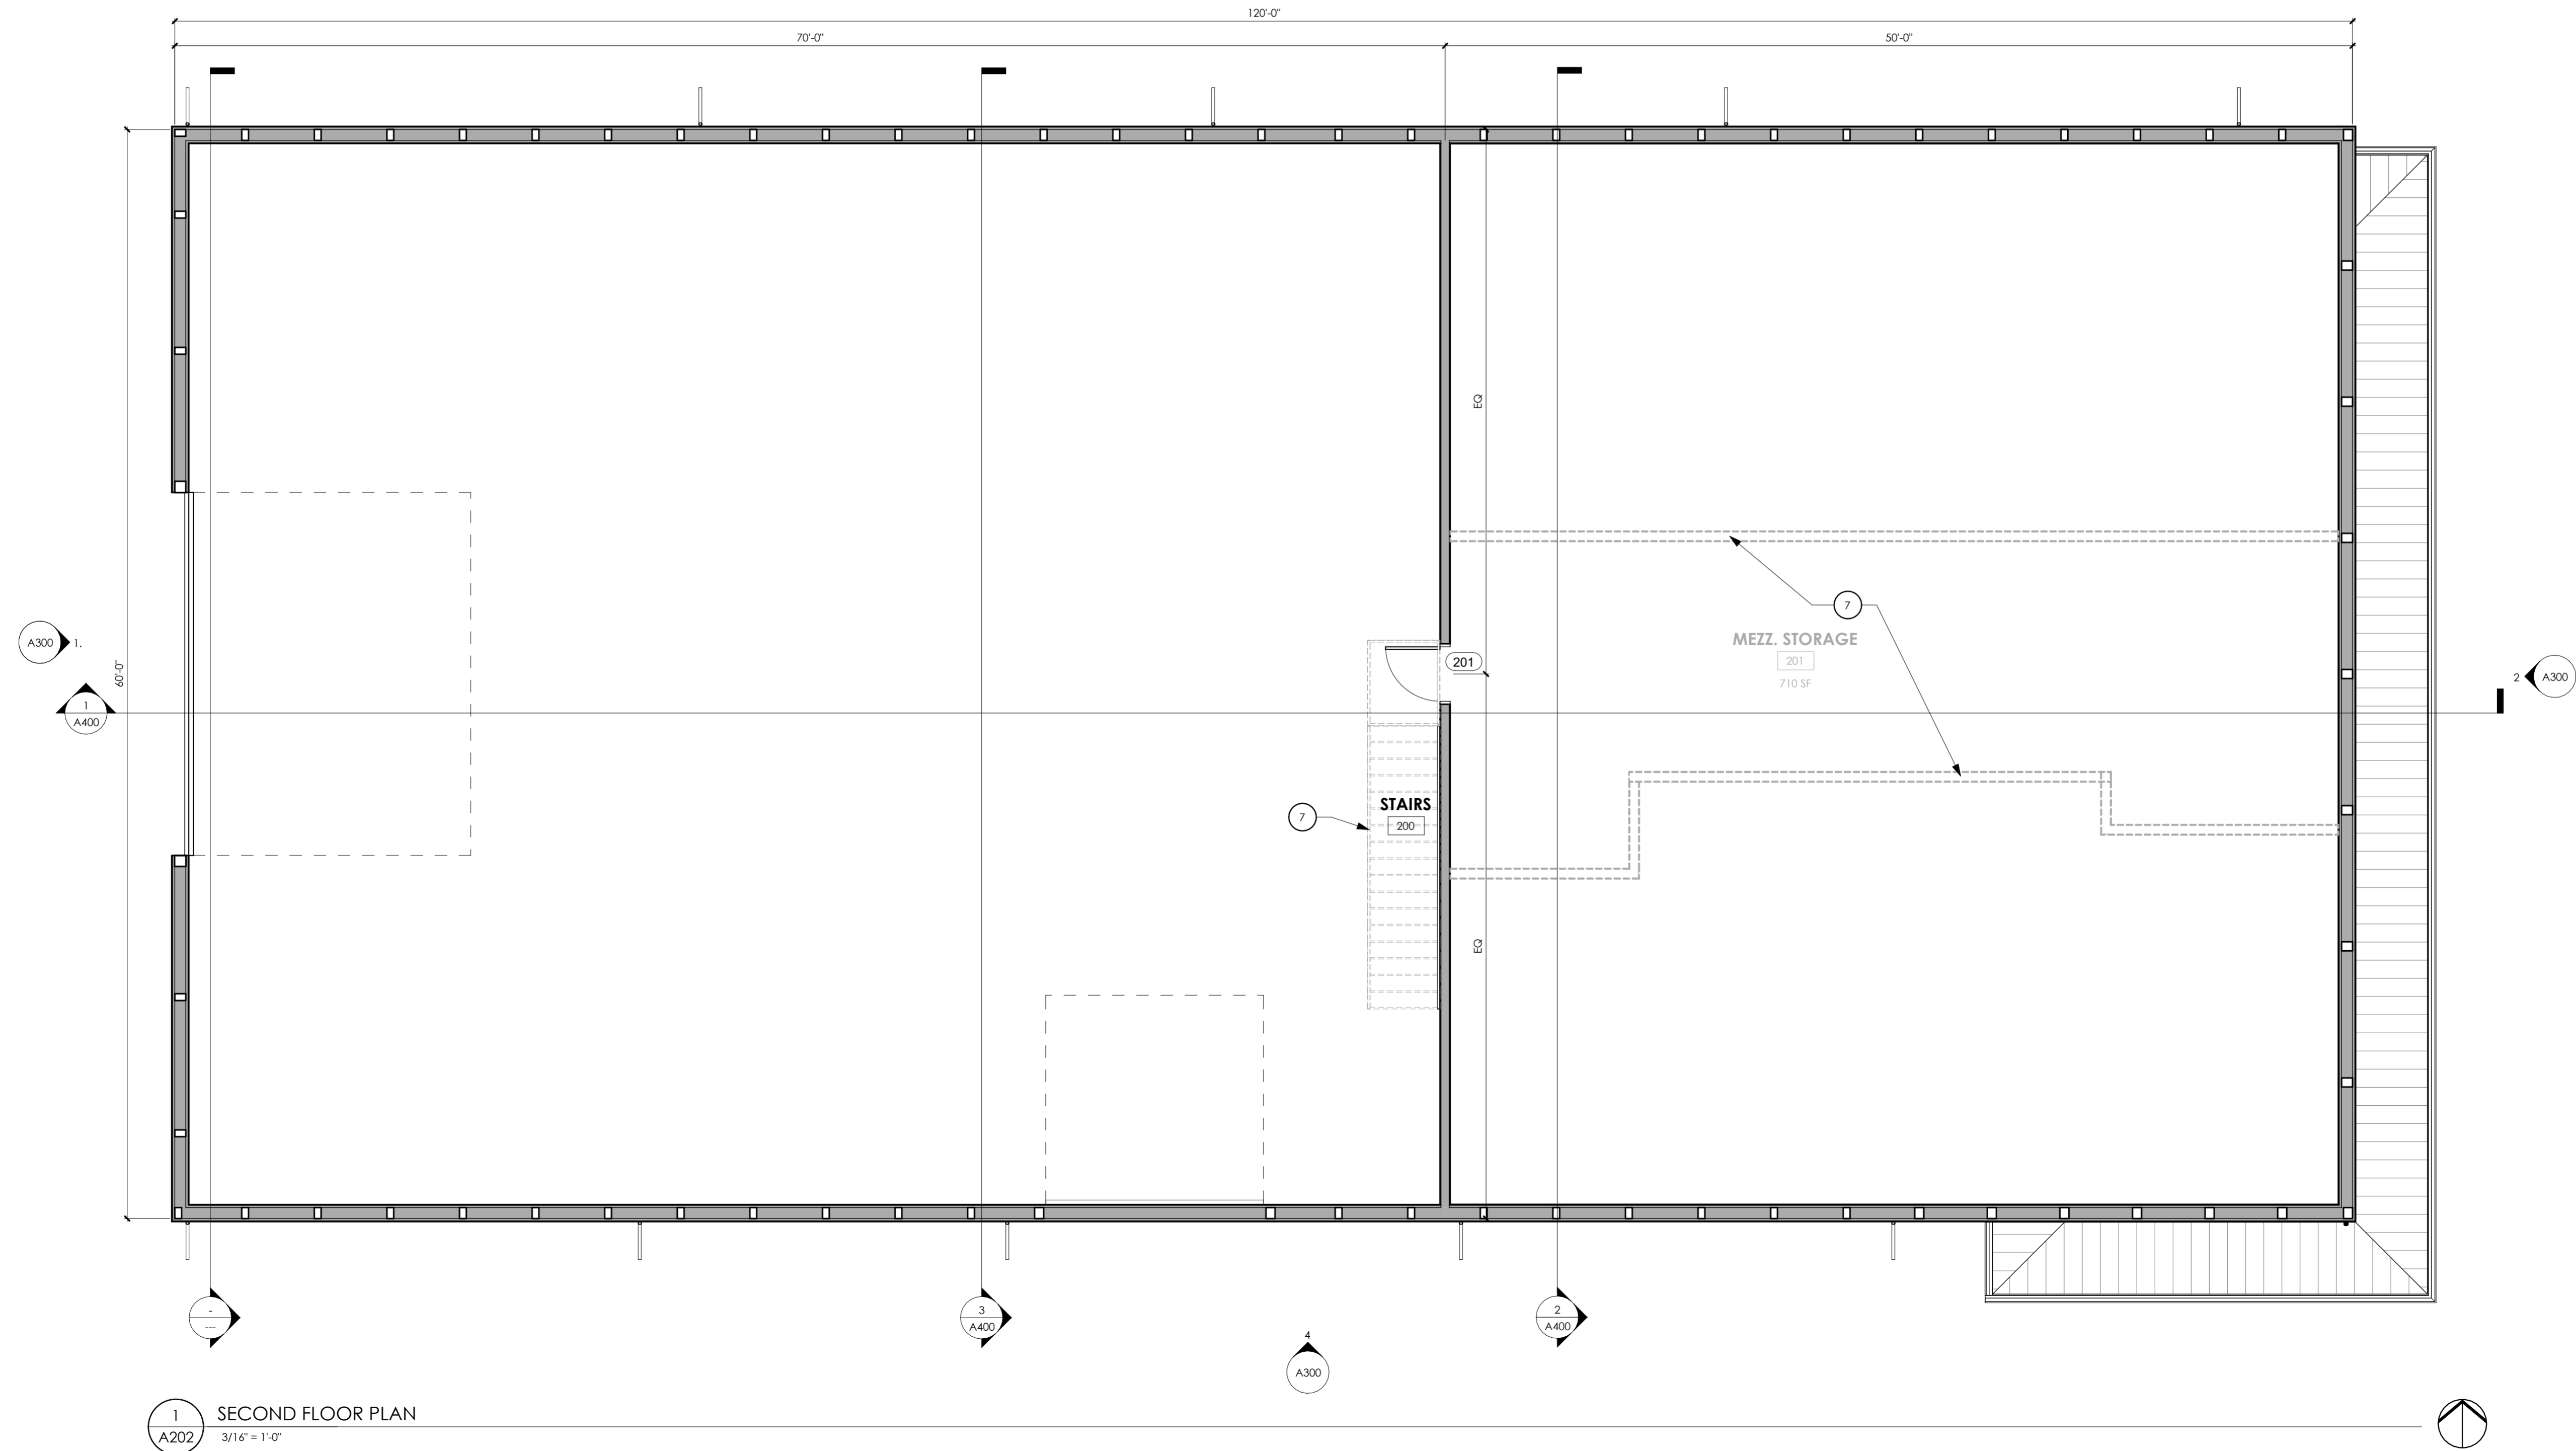 120'-0"
70'-0"
50'-0"
EQ
7
MEZZ. STORAGE
201
710 SF
201
A300
1.
60'-0"
1
A400
2
A300
STAIRS
200
7
EQ
-
---
3
A400
2
A400
4
A300
1
A202
SECOND FLOOR PLAN
3/16" = 1'-0"